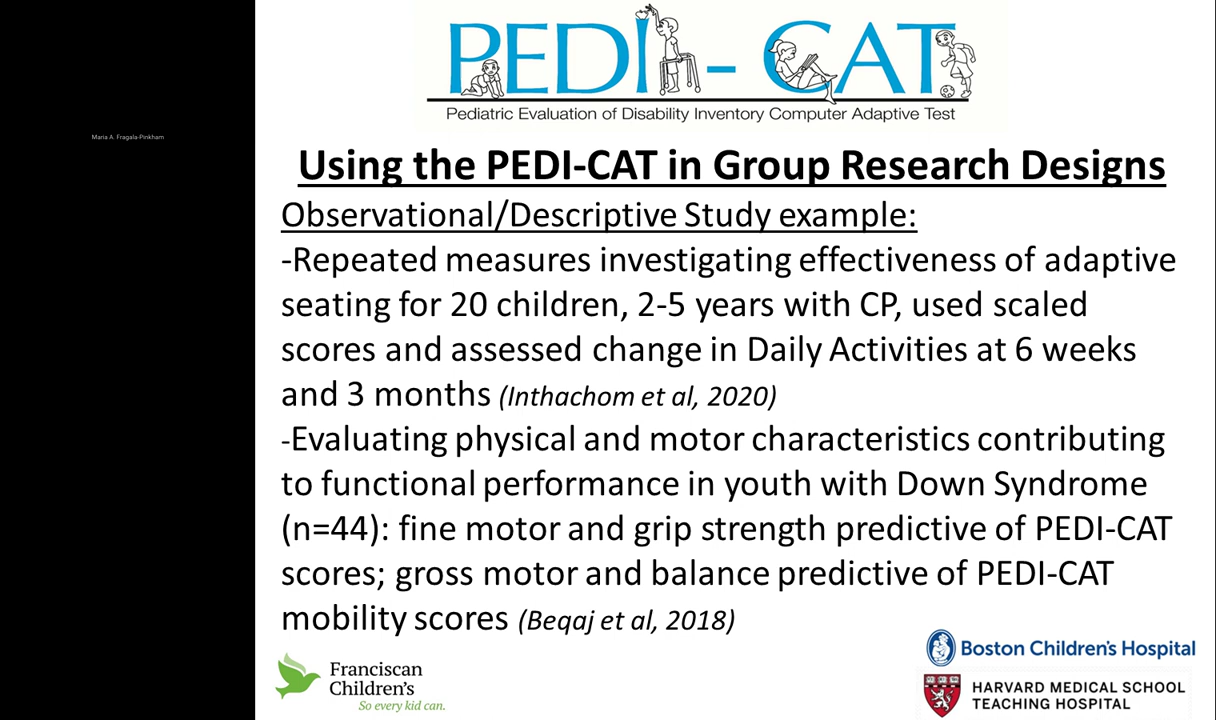 Maria A. Fragala-Pinkham
PEDI-CAT
Pediatric Evaluation of Disability Inventory Computer Adaptive Test
Using the PEDI-CAT in Group Research Designs
Observational/Descriptive Study example:
-Repeated measures investigating effectiveness of adaptive
seating for 20 children, 2-5 years with CP, used scaled
scores and assessed change in Daily Activities at 6 weeks
and 3 months (Inthachom et al, 2020)
-Evaluating physical and motor characteristics contributing
to functional performance in youth with Down Syndrome
(n=44): fine motor and grip strength predictive of PEDI-CAT
scores; gross motor and balance predictive of PEDI-CAT
mobility scores (Beqaj et al, 2018)
Franciscan
Children's
So every kid can.
Boston Children's Hospital
HARVARD MEDICAL SCHOOL
TEACHING HOSPITAL